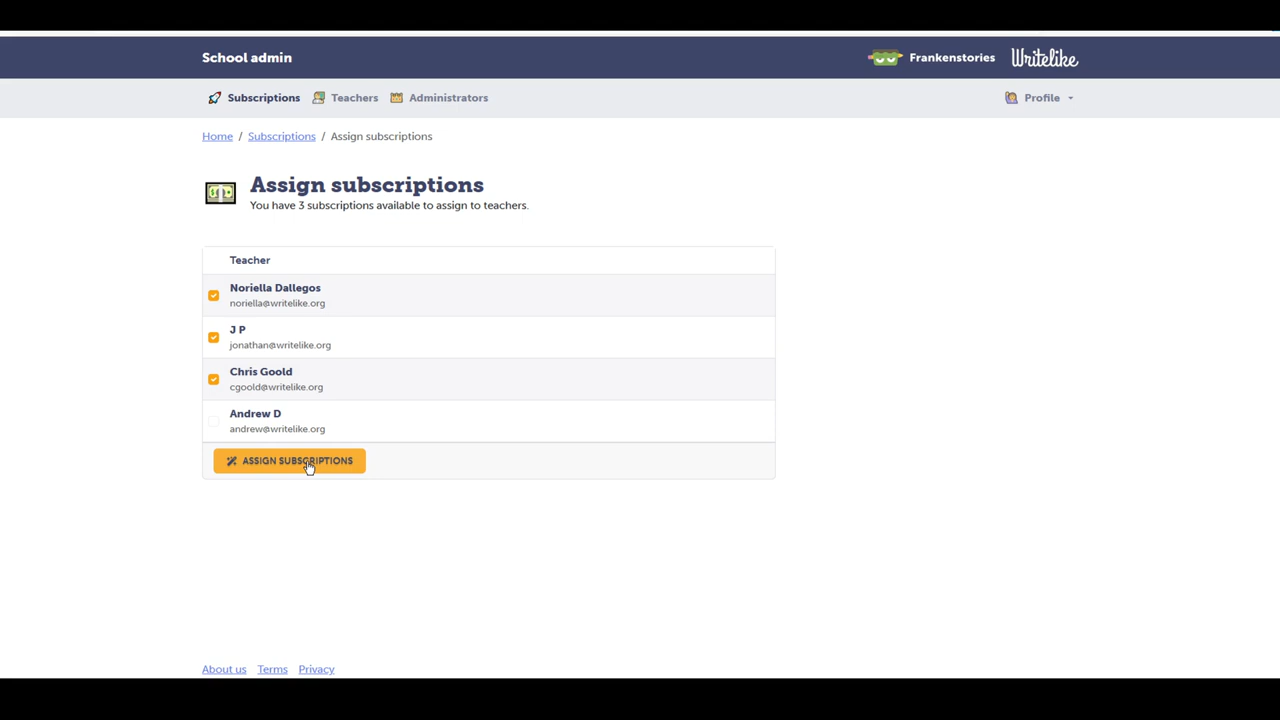 School admin
Frankenstories
Writelike
Subscriptions
Teachers
Administrators
Profile
Home / Subscriptions / Assign subscriptions
Assign subscriptions
You have 3 subscriptions available to assign to teachers.
Teacher
Noriella Dallegos
noriella@writelike.org
J P
jonathan@writelike.org
Chris Goold
cgoold@writelike.org
Andrew D
andrew@writelike.org
ASSIGN SUBSCRIPTIONS
About us
Terms
Privacy